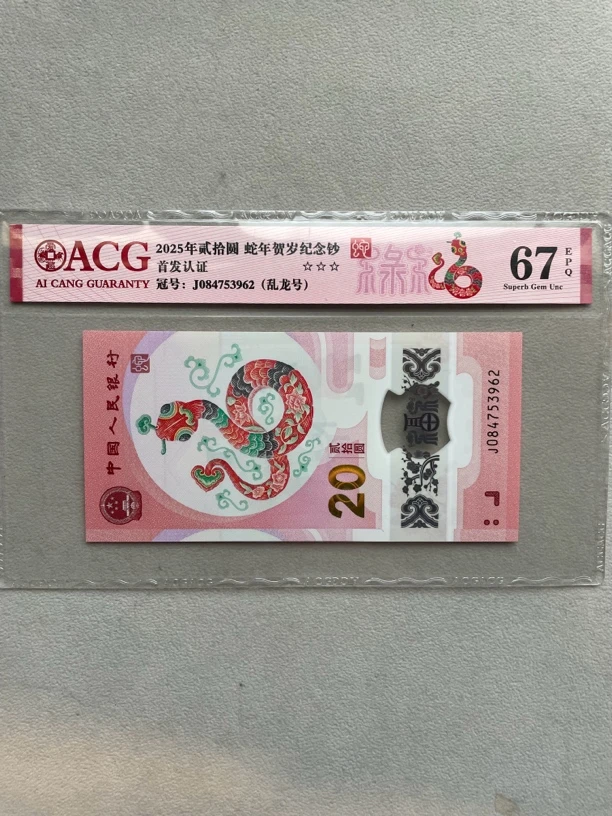 ACG
AI CANG GUARANTY
2025年贰拾圆 蛇年贺岁纪念钞
首发认证 ☆☆☆
冠号：J084753962（乱龙号）
67
EPQ
Superb Gem Unc
中国人民银行
贰拾圆
20
J084753962